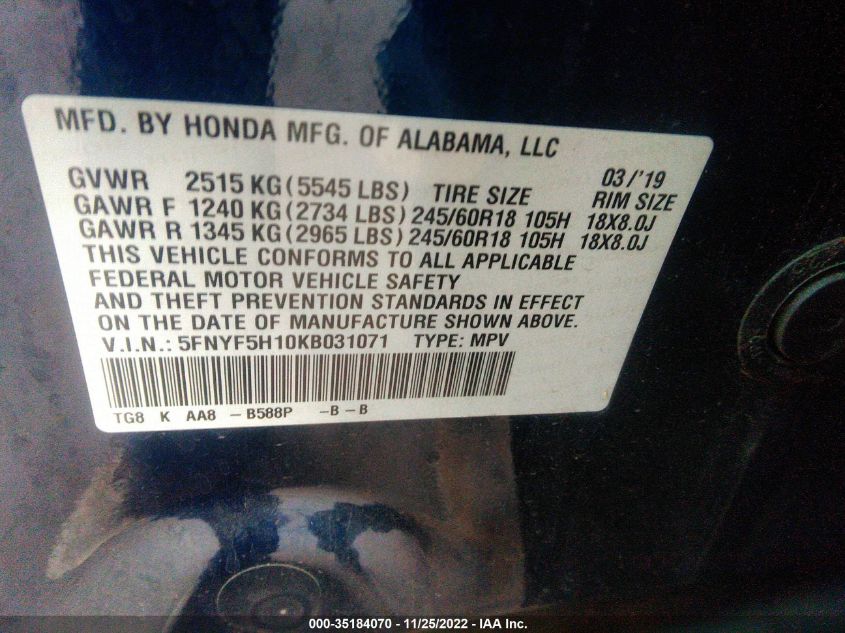 MFD. BY HONDA MFG. OF ALABAMA, LLC
03/'19
GVWR 2515 KG (5545 LBS) TIRE SIZE RIM SIZE
GAWR F 1240 KG (2734 LBS) 245/60R18 105H 18X8.0J
GAWR R 1345 KG (2965 LBS) 245/60R18 105H 18X8.0J
THIS VEHICLE CONFORMS TO ALL APPLICABLE
FEDERAL MOTOR VEHICLE SAFETY
AND THEFT PREVENTION STANDARDS IN EFFECT
ON THE DATE OF MANUFACTURE SHOWN ABOVE.
V.I.N.: 5FNYF5H10KB031071 TYPE: MPV
TG8 K AA8 -B588P -B-B
000-35184070 - 11/25/2022 - IAA Inc.